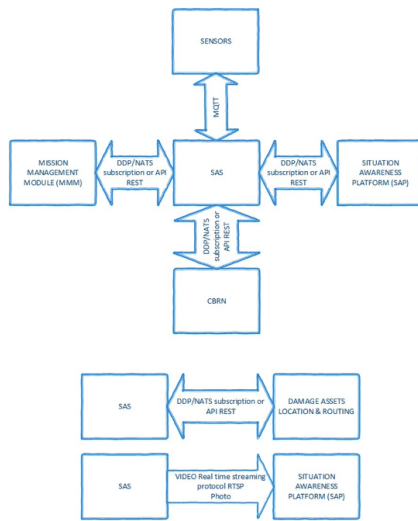 SENSORS
MQTT
MISSION
MANAGEMENT
MODULE (MMM)
DDP/NATS
subscription or API
REST
SAS
DDP/NATS
subscription or API
REST
SITUATION
AWARENESS
PLATFORM (SAP)
DDP/NATS
subscription or
API REST
CBRN
SAS
DDP/NATS subscription or
API REST
DAMAGE ASSETS
LOCATION & ROUTING
SAS
VIDEO Real time streaming
protocol RTSP
Photo
SITUATION
AWARENESS
PLATFORM (SAP)